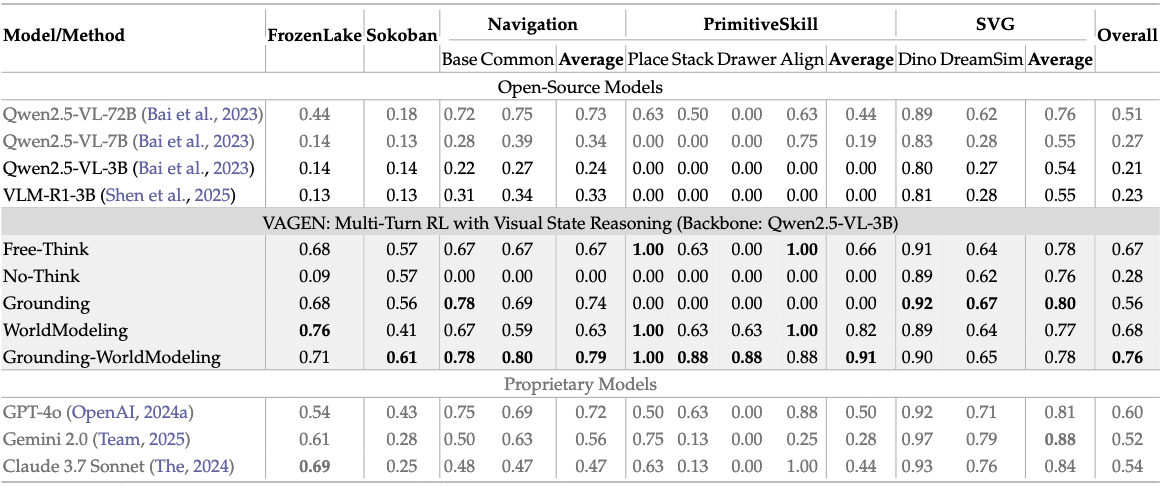 Model/Method FrozenLake Sokoban Navigation PrimitiveSkill SVG Overall
Base Common Average Place Stack Drawer Align Average Dino DreamSim Average
Open-Source Models
Qwen2.5-VL-72B (Bai et al., 2023) 0.44 0.18 0.72 0.75 0.73 0.63 0.50 0.00 0.63 0.44 0.89 0.62 0.76 0.51
Qwen2.5-VL-7B (Bai et al., 2023) 0.14 0.13 0.28 0.39 0.34 0.00 0.00 0.00 0.75 0.19 0.83 0.28 0.55 0.27
Qwen2.5-VL-3B (Bai et al., 2023) 0.14 0.14 0.22 0.27 0.24 0.00 0.00 0.00 0.00 0.00 0.80 0.27 0.54 0.21
VLM-R1-3B (Shen et al., 2025) 0.13 0.13 0.31 0.34 0.33 0.00 0.00 0.00 0.00 0.00 0.81 0.28 0.55 0.23
VAGEN: Multi-Turn RL with Visual State Reasoning (Backbone: Qwen2.5-VL-3B)
Free-Think 0.68 0.57 0.67 0.67 0.67 1.00 0.63 0.00 1.00 0.66 0.91 0.64 0.78 0.67
No-Think 0.09 0.57 0.00 0.00 0.00 0.00 0.00 0.00 0.00 0.00 0.89 0.62 0.76 0.28
Grounding 0.68 0.56 0.78 0.69 0.74 0.00 0.00 0.00 0.00 0.00 0.92 0.67 0.80 0.56
WorldModeling 0.76 0.41 0.67 0.59 0.63 1.00 0.63 0.63 1.00 0.82 0.89 0.64 0.77 0.68
Grounding-WorldModeling 0.71 0.61 0.78 0.80 0.79 1.00 0.88 0.88 0.88 0.91 0.90 0.65 0.78 0.76
Proprietary Models
GPT-4o (OpenAI, 2024a) 0.54 0.43 0.75 0.69 0.72 0.50 0.63 0.00 0.88 0.50 0.92 0.71 0.81 0.60
Gemini 2.0 (Team, 2025) 0.61 0.28 0.50 0.63 0.56 0.75 0.13 0.00 0.25 0.28 0.97 0.79 0.88 0.52
Claude 3.7 Sonnet (The, 2024) 0.69 0.25 0.48 0.47 0.47 0.63 0.13 0.00 1.00 0.44 0.93 0.76 0.84 0.54